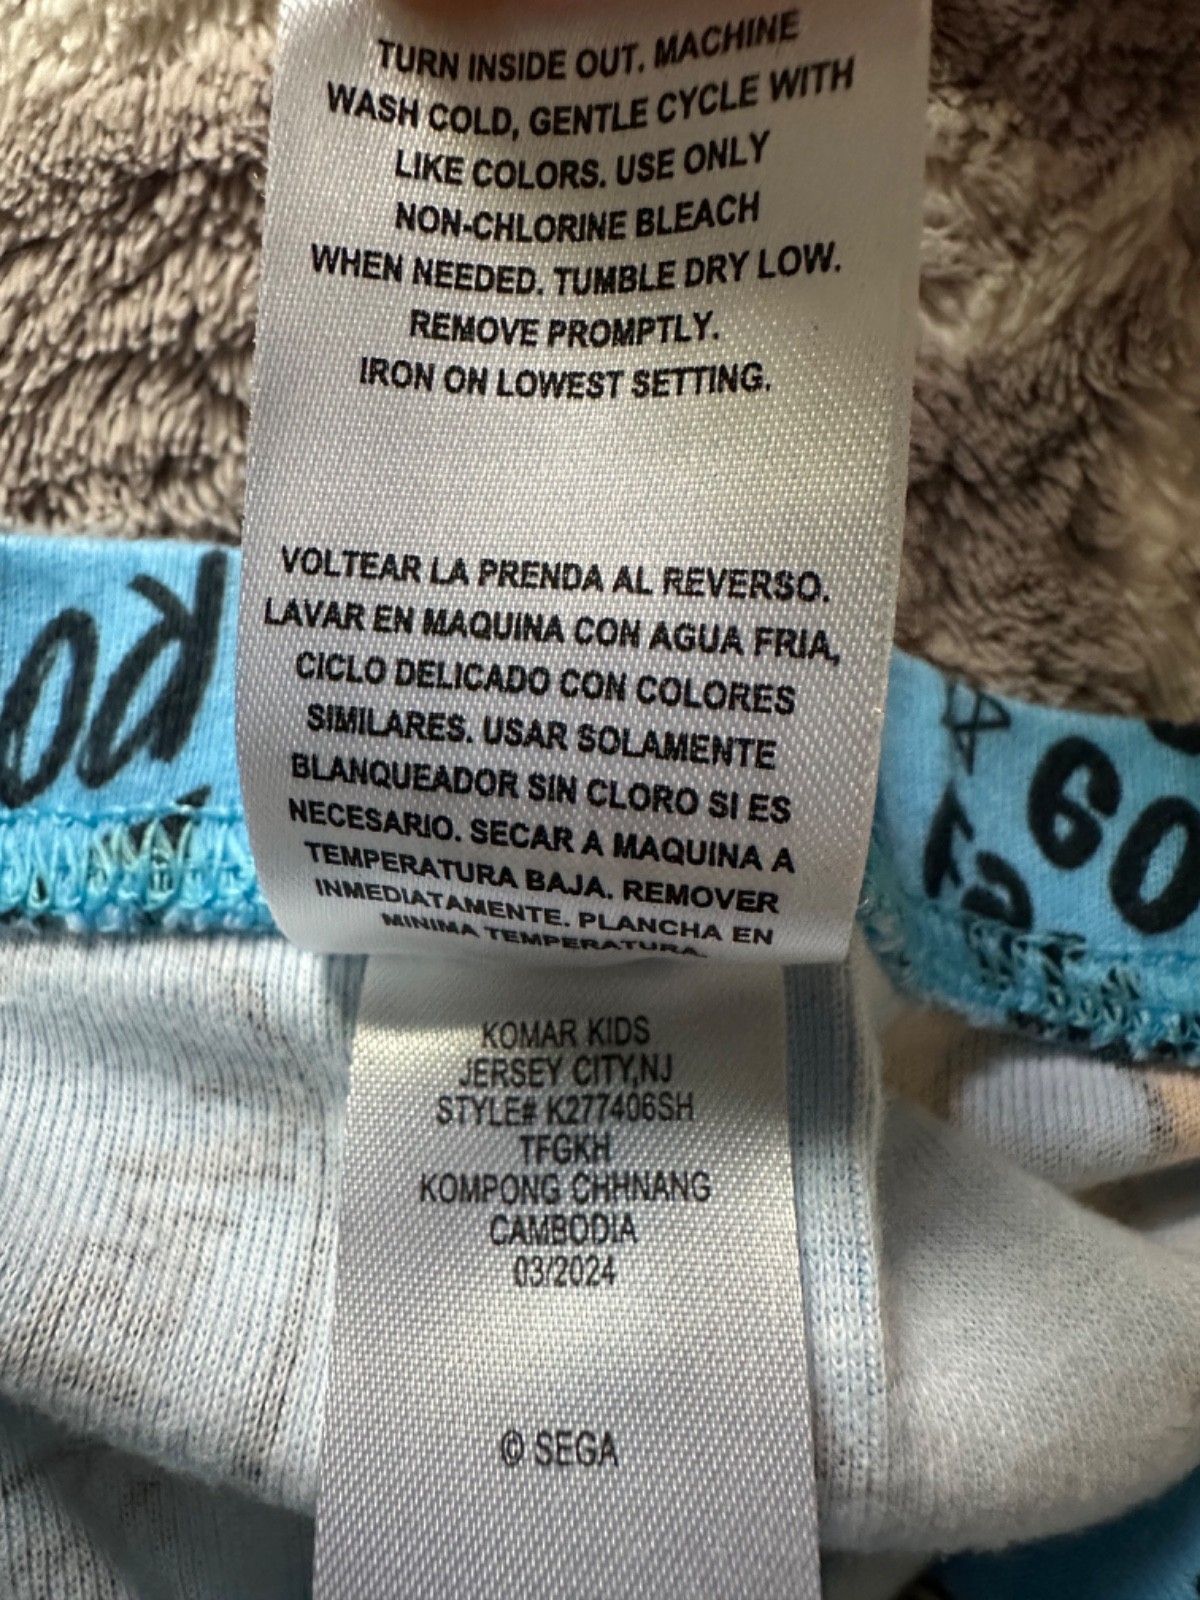 TURN INSIDE OUT. MACHINE
WASH COLD, GENTLE CYCLE WITH
LIKE COLORS. USE ONLY
NON-CHLORINE BLEACH
WHEN NEEDED. TUMBLE DRY LOW.
REMOVE PROMPTLY.
IRON ON LOWEST SETTING.
VOLTEAR LA PRENDA AL REVERSO.
LAVAR EN MAQUINA CON AGUA FRIA,
CICLO DELICADO CON COLORES
SIMILARES. USAR SOLAMENTE
BLANQUEADOR SIN CLORO SI ES
NECESARIO. SECAR A MAQUINA A
TEMPERATURA BAJA. REMOVER
INMEDIATAMENTE. PLANCHA EN
MINIMA TEMPERATURA.
KOMAR KIDS
JERSEY CITY,NJ
STYLE# K277406SH
TFGKH
KOMPONG CHHNANG
CAMBODIA
03/2024
© SEGA